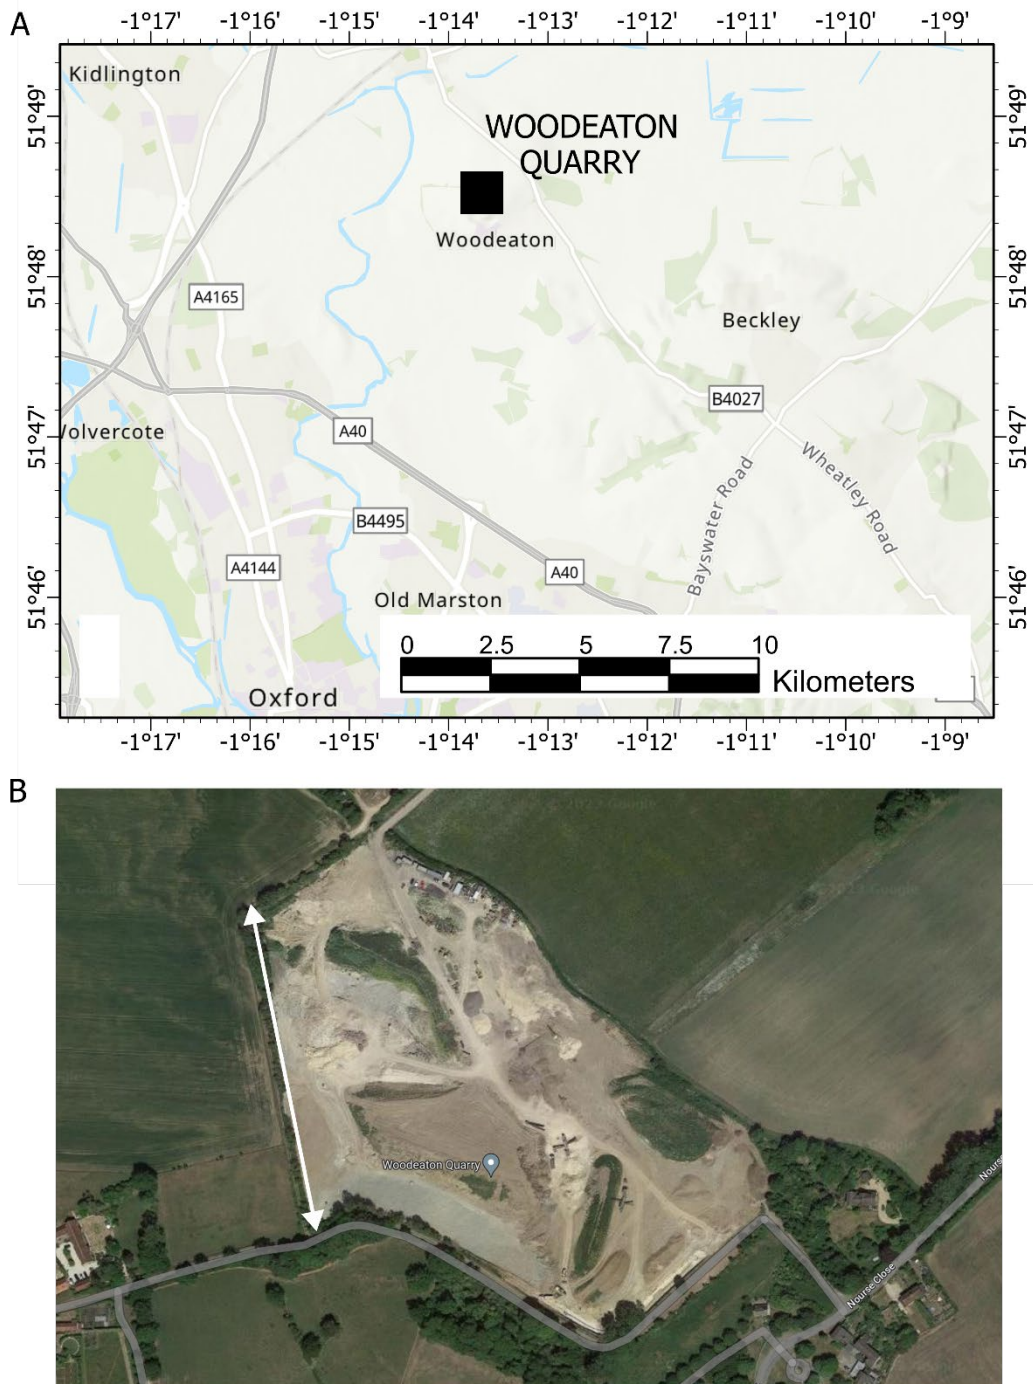 A
-1°17' -1°16' -1°15' -1°14' -1°13' -1°12' -1°11' -1°10' -1°9'
Kidlington
51°49' 51°49'
WOODEATON
QUARRY
Woodeaton
51°48' 51°48'
A4165
Beckley
B4027
51°47' 51°47'
Wolvercote
A40
Wheatley Road
Bayswater Road
B4495
A4144
A40
51°46' 51°46'
Old Marston
0 2.5 5 7.5 10
Kilometers
Oxford
-1°17' -1°16' -1°15' -1°14' -1°13' -1°12' -1°11' -1°10' -1°9'
B
Woodeaton Quarry
Nourse Close